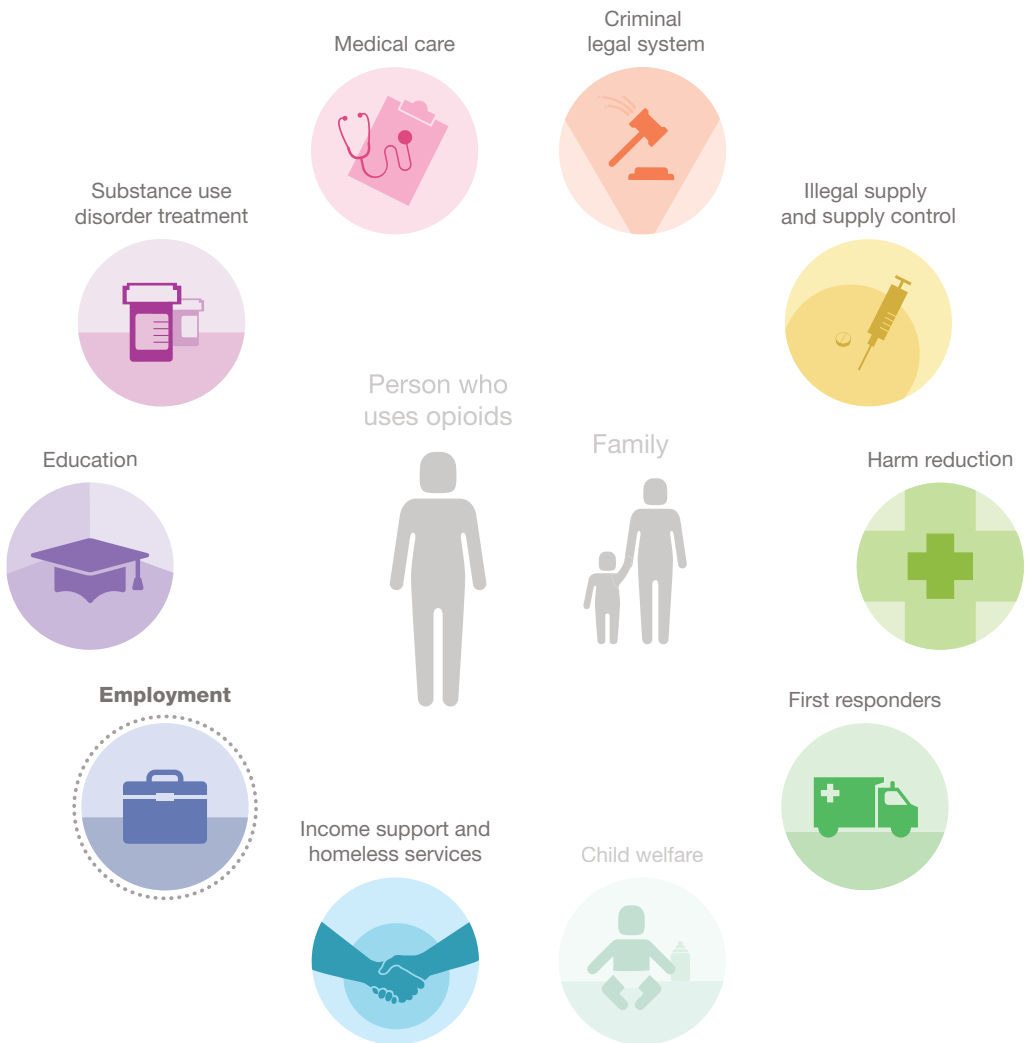 Criminal
legal system
Medical care
Substance use
disorder treatment
Illegal supply
and supply control
Person who
uses opioids
Family
Education
Harm reduction
Employment
First responders
Income support and
homeless services
Child welfare